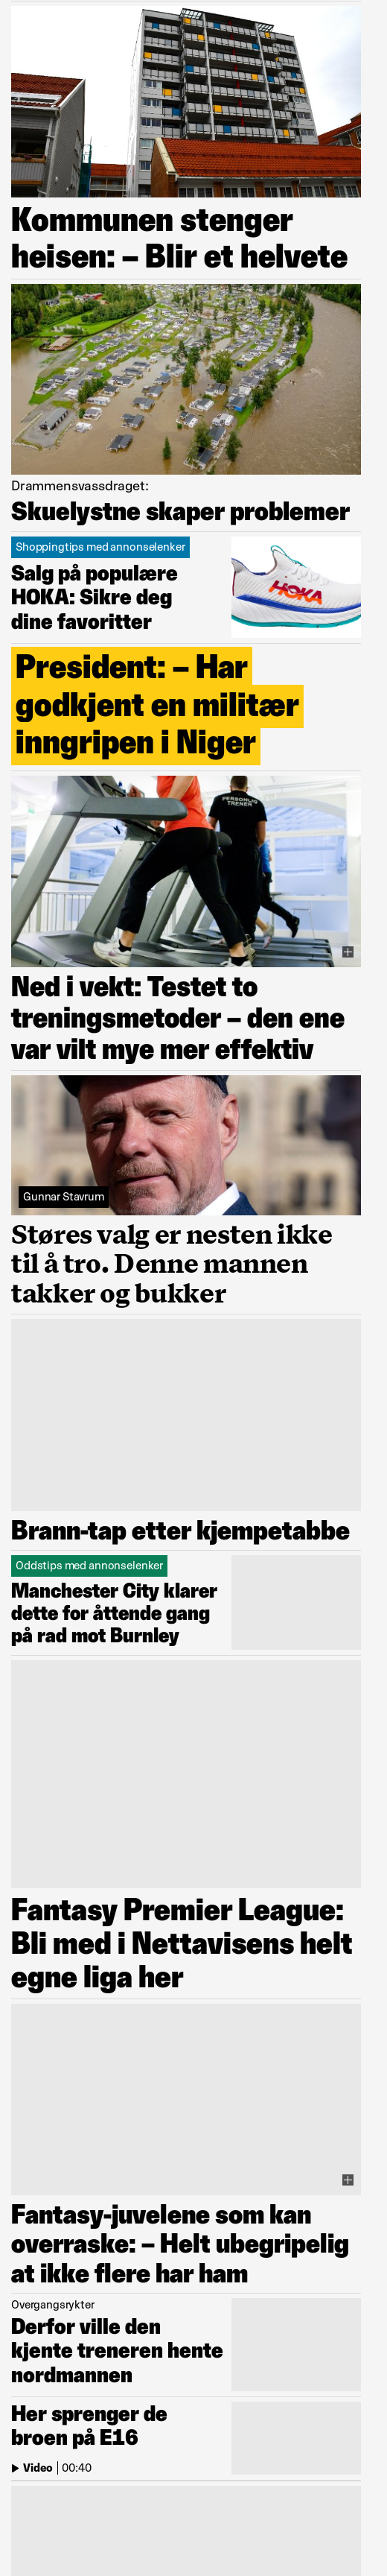 Kommunen stenger
heisen: – Blir et helvete
Drammensvassdraget:
Skuelystne skaper problemer
Shoppingtips med annonselenker
Salg på populære
HOKA: Sikre deg
dine favoritter
HOKA
President: – Har
godkjent en militær
inngripen i Niger
PERSONLIG
TRENER
Ned i vekt: Testet to
treningsmetoder – den ene
var vilt mye mer effektiv
Gunnar Stavrum
Støres valg er nesten ikke
til å tro. Denne mannen
takker og bukker
Brann-tap etter kjempetabbe
Oddstips med annonselenker
Manchester City klarer
dette for åttende gang
på rad mot Burnley
Fantasy Premier League:
Bli med i Nettavisens helt
egne liga her
Fantasy-juvelene som kan
overraske: – Helt ubegripelig
at ikke flere har ham
Overgangsrykter
Derfor ville den
kjente treneren hente
nordmannen
Her sprenger de
broen på E16
Video | 00:40